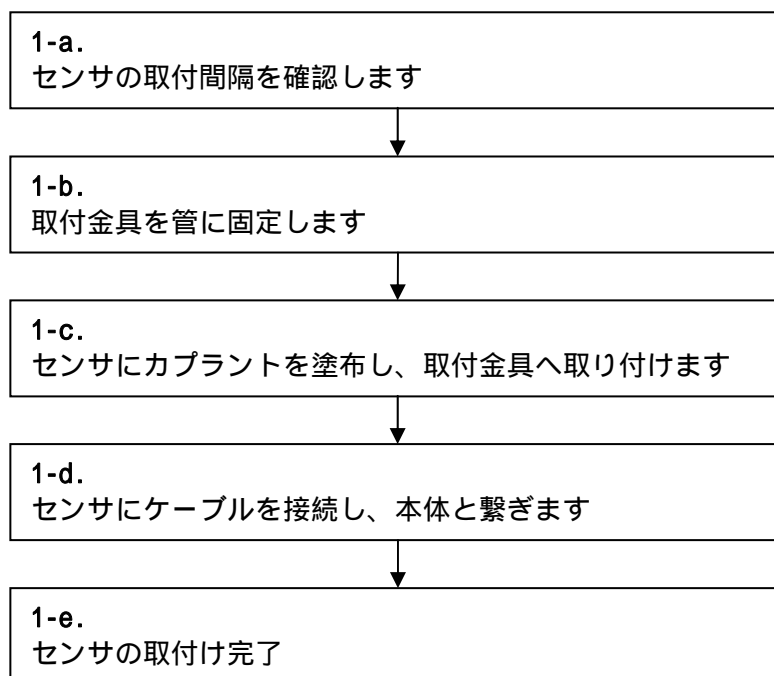 1-a.
センサの取付間隔を確認します
1-b.
取付金具を管に固定します
1-c.
センサにカプラントを塗布し、取付金具へ取り付けます
1-d.
センサにケーブルを接続し、本体と繋ぎます
1-e.
センサの取付け完了